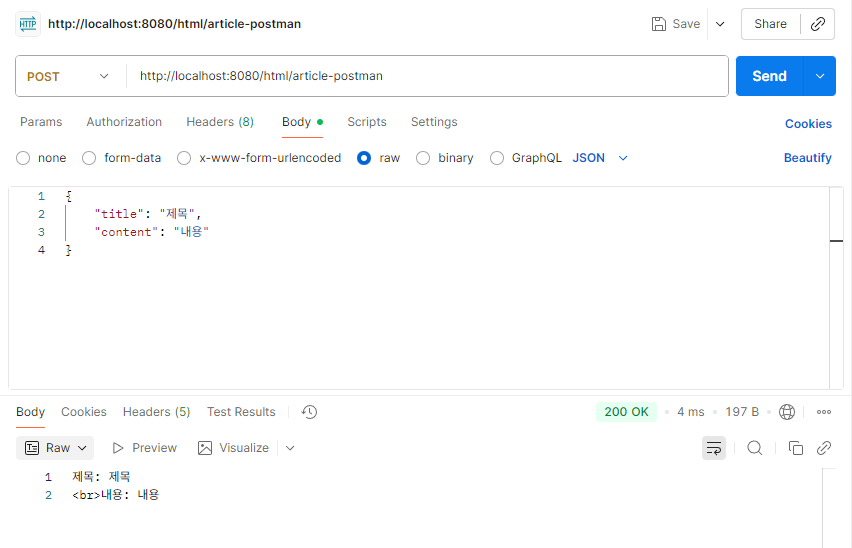 HTTP http://localhost:8080/html/article-postman Save Share
POST http://localhost:8080/html/article-postman Send
Params Authorization Headers (8) Body Scripts Settings Cookies
none form-data x-www-form-urlencoded raw binary GraphQL JSON Beautify
1 {
2 "title": "제목",
3 "content": "내용"
4 }
Body Cookies Headers (5) Test Results 200 OK • 4 ms • 197 B
Raw Preview Visualize
1 제목: 제목
2 <br>내용: 내용